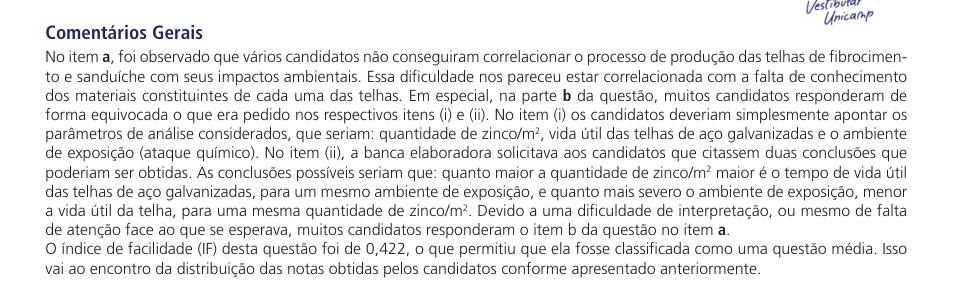 Vestibular
Unicamp
Comentários Gerais
No item a, foi observado que vários candidatos não conseguiram correlacionar o processo de produção das telhas de fibrocimen-
to e sanduíche com seus impactos ambientais. Essa dificuldade nos pareceu estar correlacionada com a falta de conhecimento
dos materiais constituintes de cada uma das telhas. Em especial, na parte b da questão, muitos candidatos responderam de
forma equivocada o que era pedido nos respectivos itens (i) e (ii). No item (i) os candidatos deveriam simplesmente apontar os
parâmetros de análise considerados, que seriam: quantidade de zinco/m², vida útil das telhas de aço galvanizadas e o ambiente
de exposição (ataque químico). No item (ii), a banca elaboradora solicitava aos candidatos que citassem duas conclusões que
poderiam ser obtidas. As conclusões possíveis seriam que: quanto maior a quantidade de zinco/m² maior é o tempo de vida útil
das telhas de aço galvanizadas, para um mesmo ambiente de exposição, e quanto mais severo o ambiente de exposição, menor
a vida útil da telha, para uma mesma quantidade de zinco/m². Devido a uma dificuldade de interpretação, ou mesmo de falta
de atenção face ao que se esperava, muitos candidatos responderam o item b da questão no item a.
O índice de facilidade (IF) desta questão foi de 0,422, o que permitiu que ela fosse classificada como uma questão média. Isso
vai ao encontro da distribuição das notas obtidas pelos candidatos conforme apresentado anteriormente.